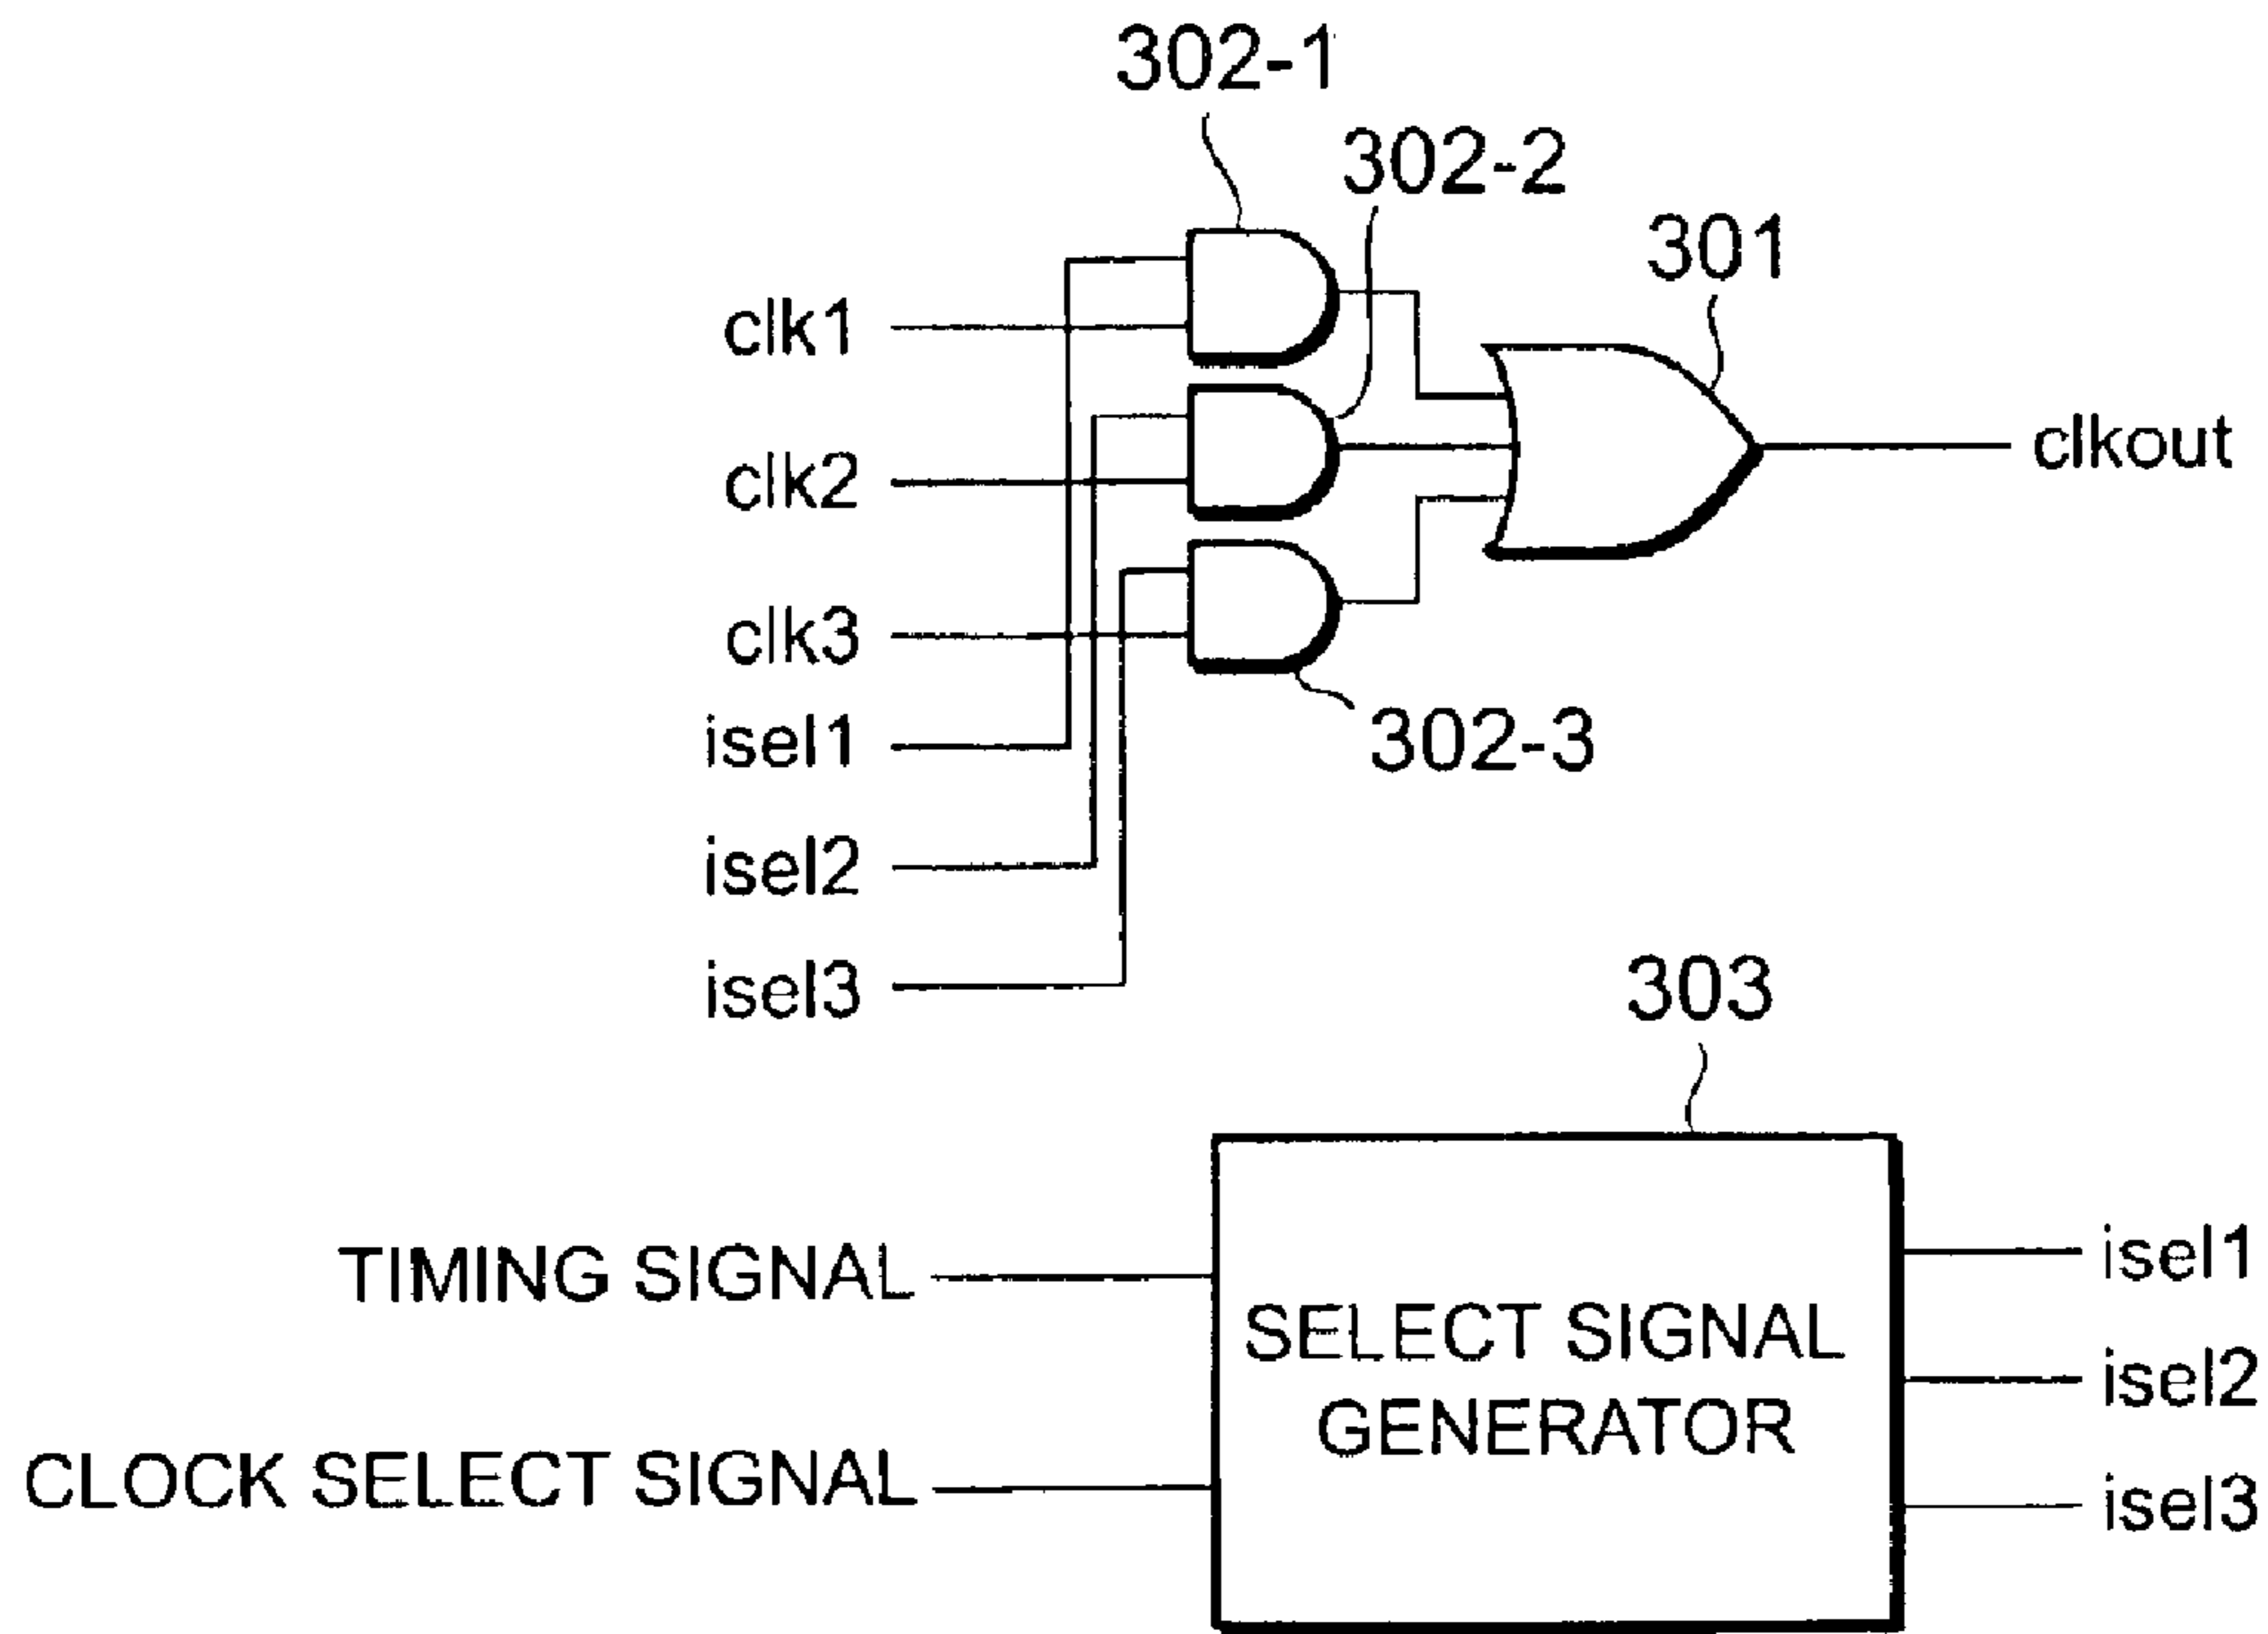 302-1
302-2
301
clk1
clk2
clk3
clkout
302-3
isel1
isel2
isel3
303
TIMING SIGNAL
CLOCK SELECT SIGNAL
SELECT SIGNAL
GENERATOR
isel1
isel2
isel3